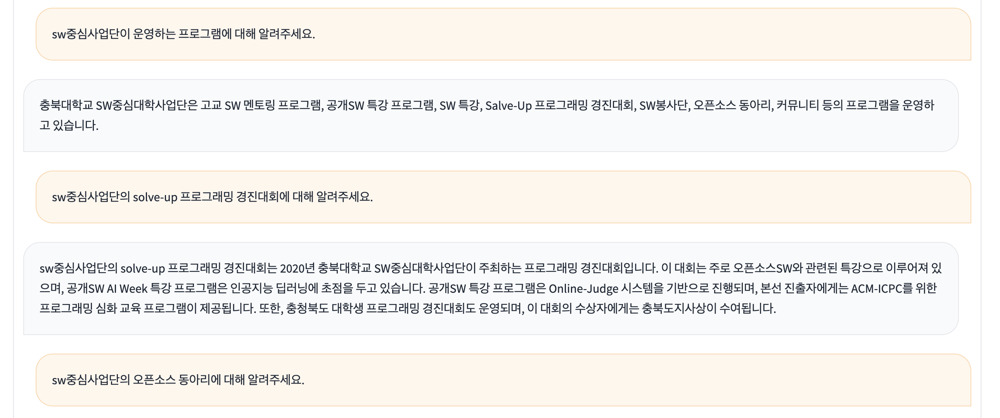 sw중심사업단이 운영하는 프로그램에 대해 알려주세요.
충북대학교 SW중심대학사업단은 고교 SW 멘토링 프로그램, 공개SW 특강 프로그램, SW 특강, Salve-Up 프로그래밍 경진대회, SW봉사단, 오픈소스 동아리, 커뮤니티 등의 프로그램을 운영하
고 있습니다.
sw중심사업단의 solve-up 프로그래밍 경진대회에 대해 알려주세요.
sw중심사업단의 solve-up 프로그래밍 경진대회는 2020년 충북대학교 SW중심대학사업단이 주최하는 프로그래밍 경진대회입니다. 이 대회는 주로 오픈소스SW와 관련된 특강으로 이루어져 있
으며, 공개SW AI Week 특강 프로그램은 인공지능 딥러닝에 초점을 두고 있습니다. 공개SW 특강 프로그램은 Online-Judge 시스템을 기반으로 진행되며, 본선 진출자에게는 ACM-ICPC를 위한
프로그래밍 심화 교육 프로그램이 제공됩니다. 또한, 충청북도 대학생 프로그래밍 경진대회도 운영되며, 이 대회의 수상자에게는 충북도지사상이 수여됩니다.
sw중심사업단의 오픈소스 동아리에 대해 알려주세요.